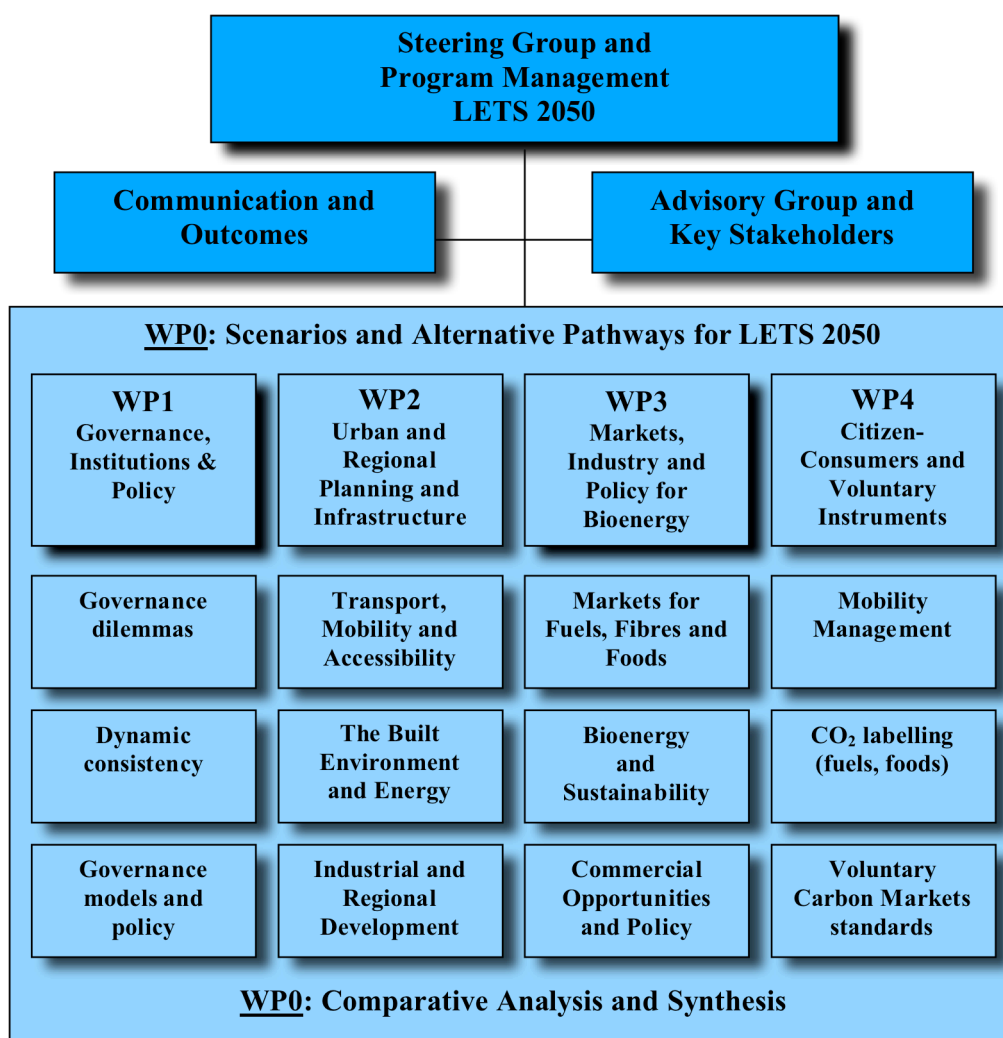 Steering Group and
Program Management
LETS 2050
Communication and
Outcomes
Advisory Group and
Key Stakeholders
WP0: Scenarios and Alternative Pathways for LETS 2050
WP1
Governance,
Institutions &
Policy
WP2
Urban and
Regional
Planning and
Infrastructure
WP3
Markets,
Industry and
Policy for
Bioenergy
WP4
Citizen-
Consumers and
Voluntary
Instruments
Governance
dilemmas
Transport,
Mobility and
Accessibility
Markets for
Fuels, Fibres and
Foods
Mobility
Management
Dynamic
consistency
The Built
Environment
and Energy
Bioenergy
and
Sustainability
CO₂ labelling
(fuels, foods)
Governance
models and
policy
Industrial and
Regional
Development
Commercial
Opportunities
and Policy
Voluntary
Carbon Markets
standards
WP0: Comparative Analysis and Synthesis